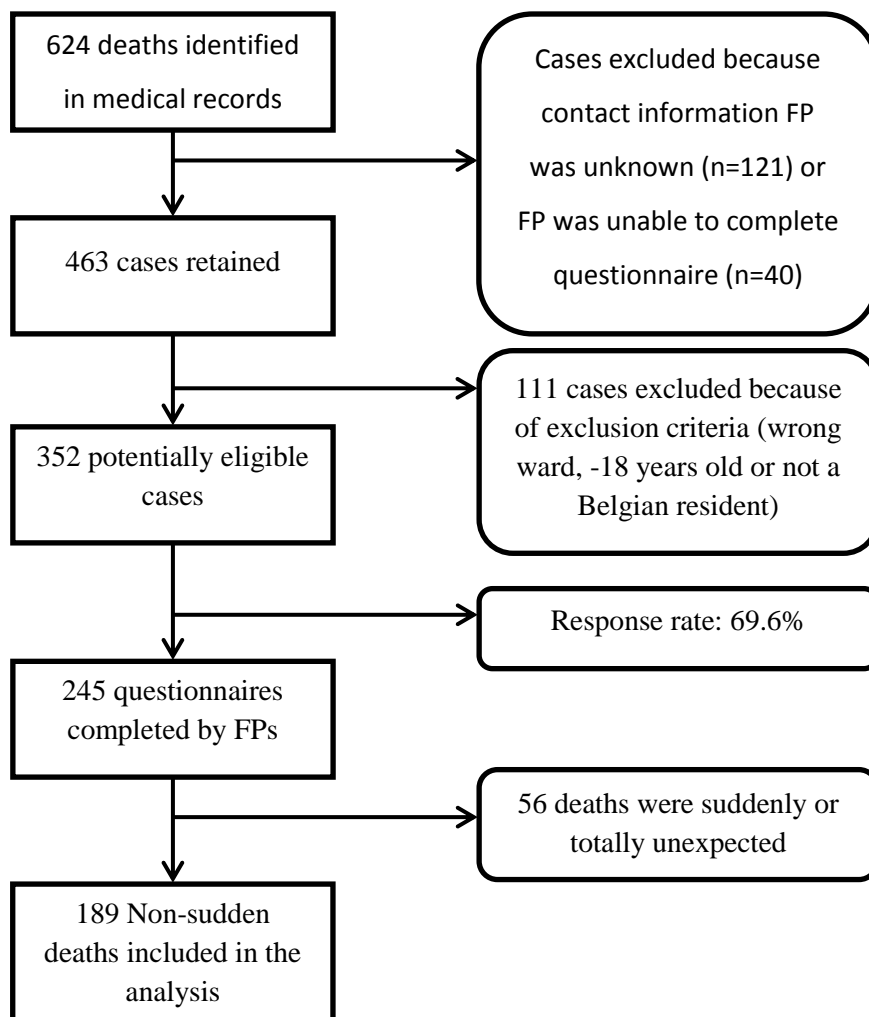 624 deaths identified
in medical records
Cases excluded because
contact information FP
was unknown (n=121) or
FP was unable to complete
questionnaire (n=40)
463 cases retained
111 cases excluded because
of exclusion criteria (wrong
ward, -18 years old or not a
Belgian resident)
352 potentially eligible
cases
Response rate: 69.6%
245 questionnaires
completed by FPs
56 deaths were suddenly or
totally unexpected
189 Non-sudden
deaths included in the
analysis